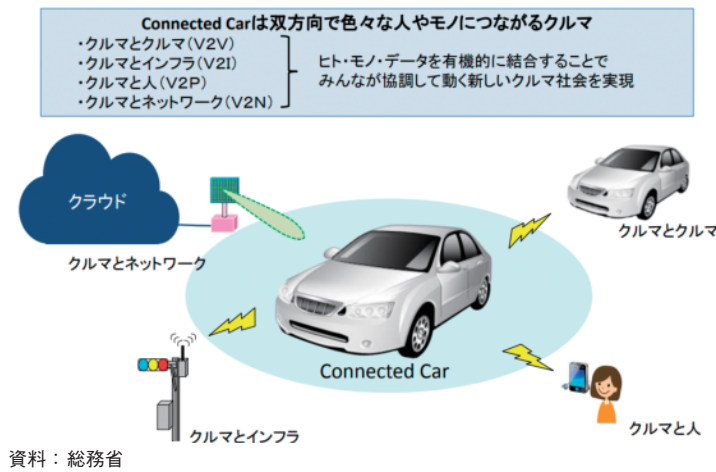 Connected Carは双方向で色々な人やモノにつながるクルマ
・クルマとクルマ(V2V)
・クルマとインフラ(V2I)
・クルマと人(V2P)
・クルマとネットワーク(V2N)
ヒト・モノ・データを有機的に結合することで
みんなが協調して動く新しいクルマ社会を実現
クラウド
クルマとネットワーク
クルマとクルマ
Connected Car
クルマとインフラ
クルマと人
資料：総務省